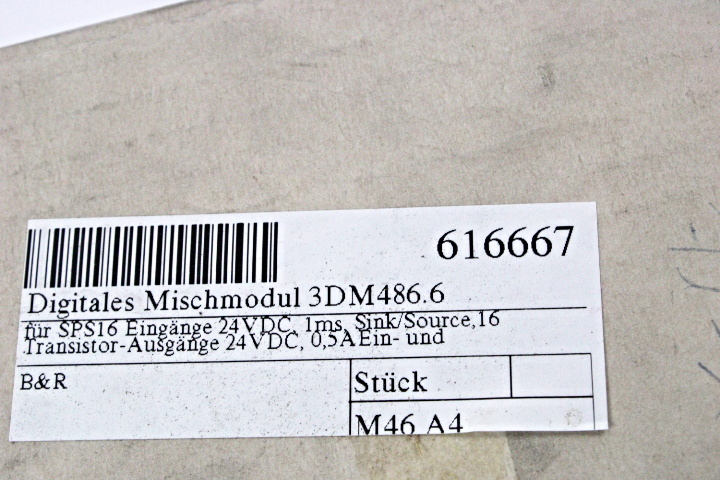 616667
Digitales Mischmodul 3DM486.6
für SPS16 Eingänge 24VDC, 1ms, Sink/Source,16
Transistor-Ausgänge 24VDC, 0,5AEin- und
B&R
Stück
M46 A4